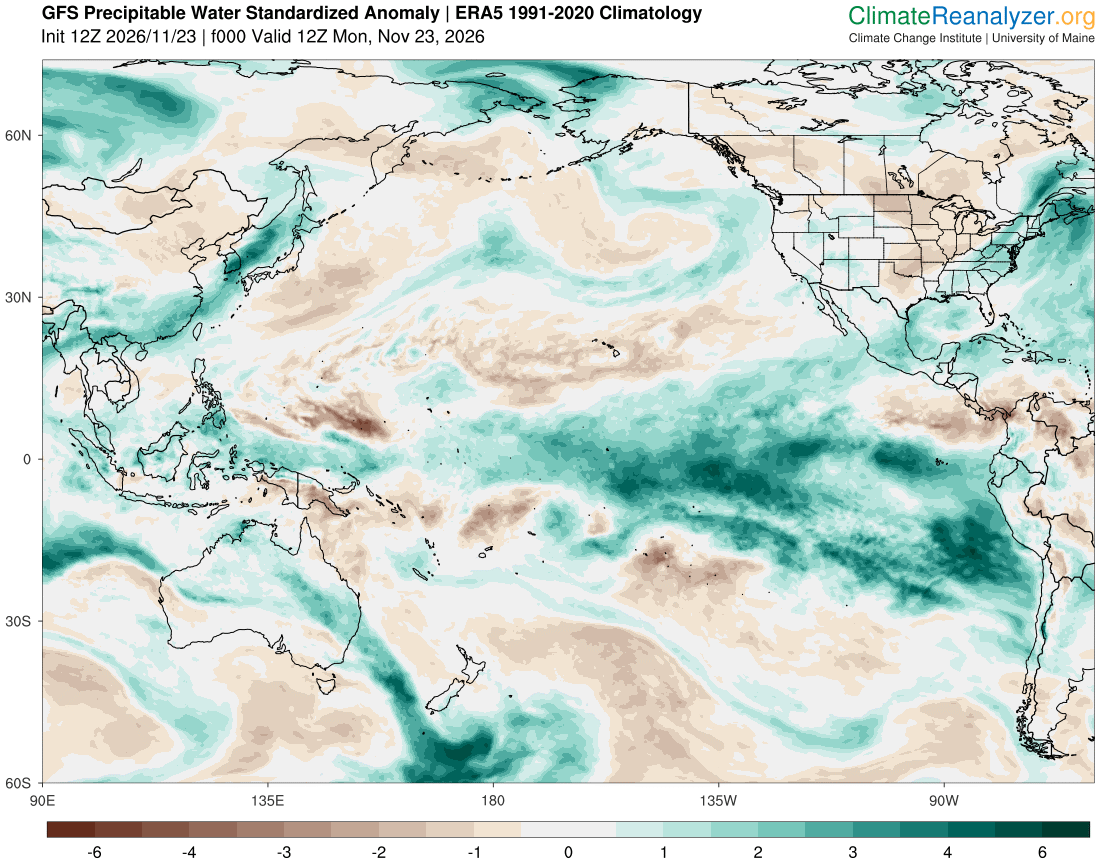 GFS Precipitable Water Standardized Anomaly | ERA5 1991-2020 Climatology
Init 12Z 2026/11/23 | f000 Valid 12Z Mon, Nov 23, 2026
ClimateReanalyzer.org
Climate Change Institute | University of Maine
60N
30N
0
30S
60S
90E 135E 180 135W 90W
-6 -4 -3 -2 -1 0 1 2 3 4 6